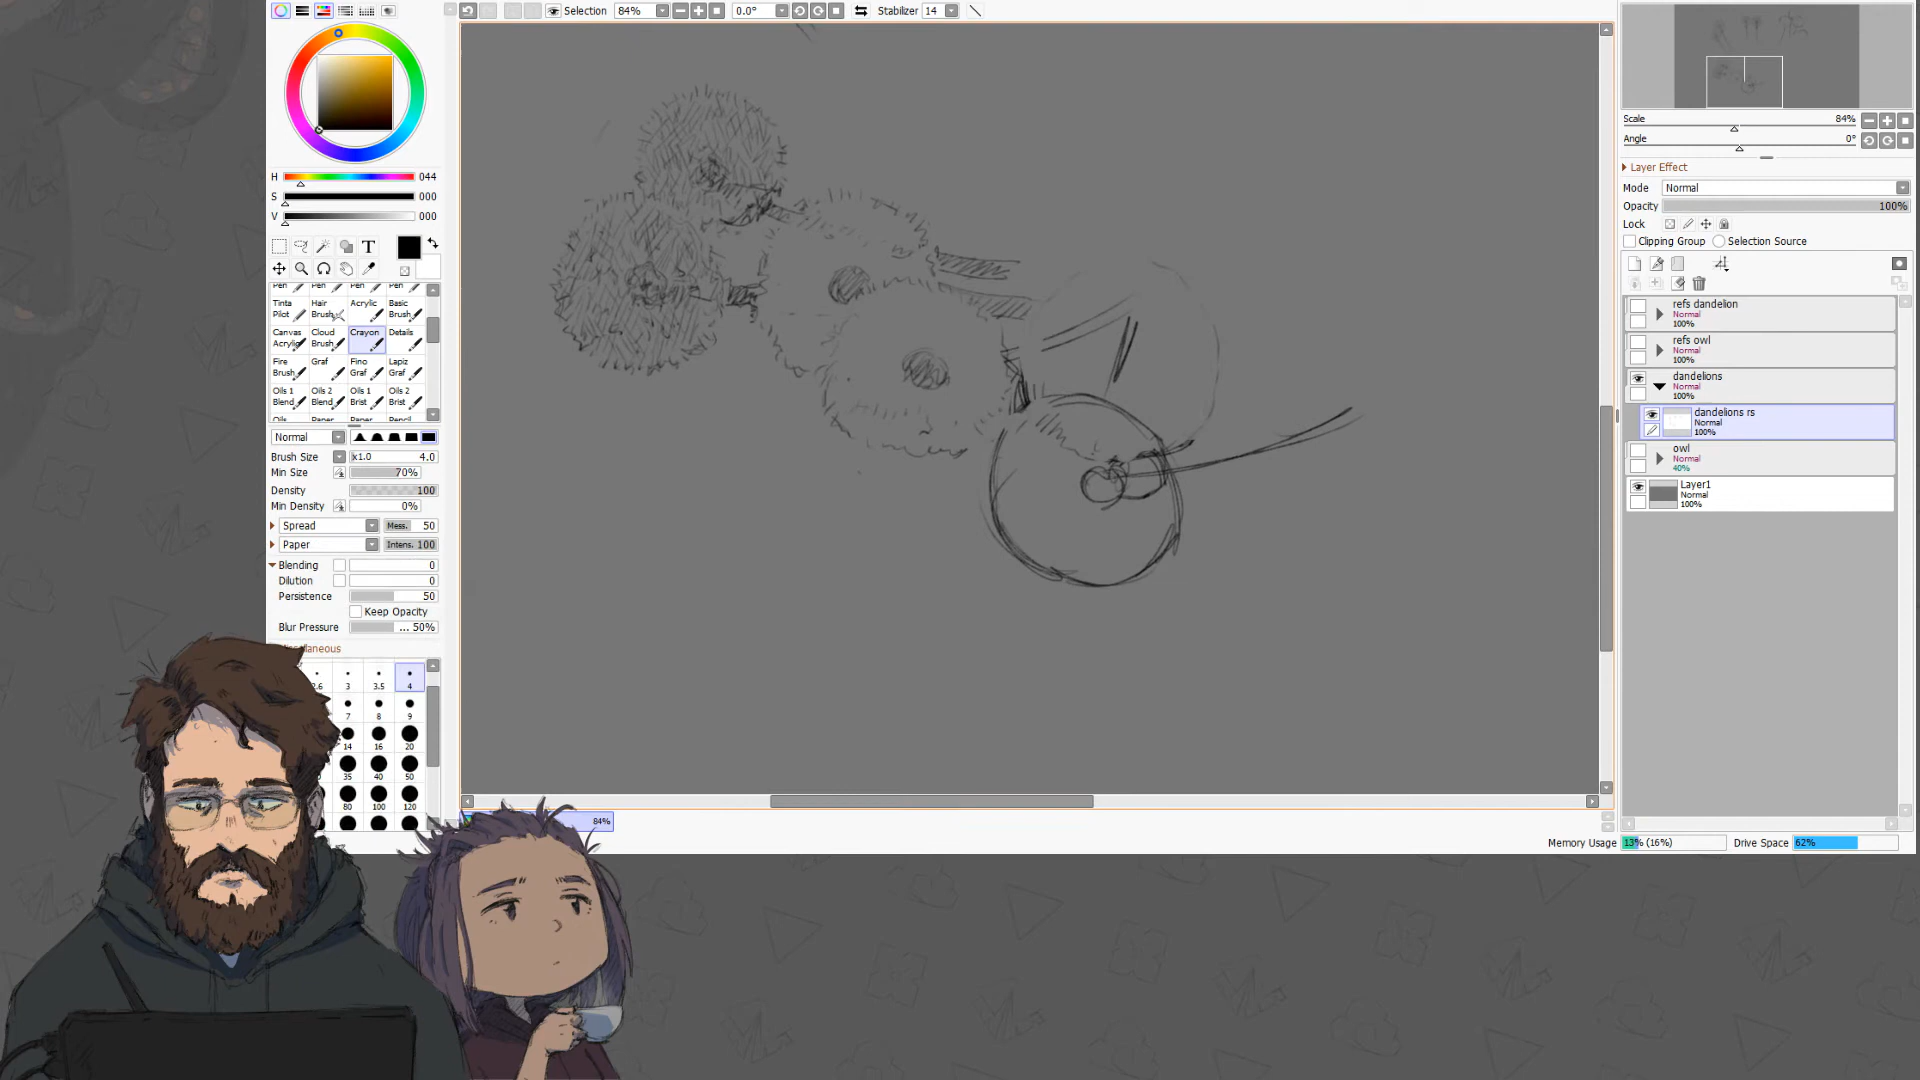 Selection 84% 0.0° Stabilizer 14
H 044
S 000
V 000
T
Pen Pen Pen Pen
Tinta Pilot
Hair Brush
Acrylic
Basic Brush
Canvas Acrylic
Cloud Brush
Crayon
Details
Fire Brush
Graf
Fino Graf
Lapiz Graf
Oils 1 Blend
Oils 2 Blend
Oils 1 Brist
Oils 2 Brist
Oils Paper Paper Pencil
Normal
Brush Size x1.0 4.0
Min Size 70%
Density 100
Min Density 0%
Spread Mess. 50
Paper Intens. 100
Blending 0
Dilution 0
Persistence 50
Keep Opacity
Blur Pressure ... 50%
3 3.5 4
7 8 9
14 16 20
35 40 50
80 100 120
84%
Scale 84%
Angle 0°
Layer Effect
Mode Normal
Opacity 100%
Lock
Clipping Group Selection Source
refs dandelion
Normal
100%
refs owl
Normal
100%
dandelions
Normal
100%
dandelions rs
Normal
100%
owl
Normal
40%
Layer1
Normal
100%
Memory Usage 13% (16%) Drive Space 62%